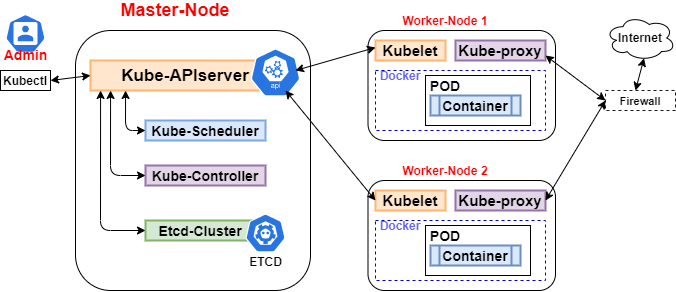 Master-Node
Admin
Kubectl
Kube-APIserver
api
Kube-Scheduler
Kube-Controller
Etcd-Cluster
ETCD
Worker-Node 1
Kubelet
Kube-proxy
Docker
POD
Container
Worker-Node 2
Kubelet
Kube-proxy
Docker
POD
Container
Internet
Firewall